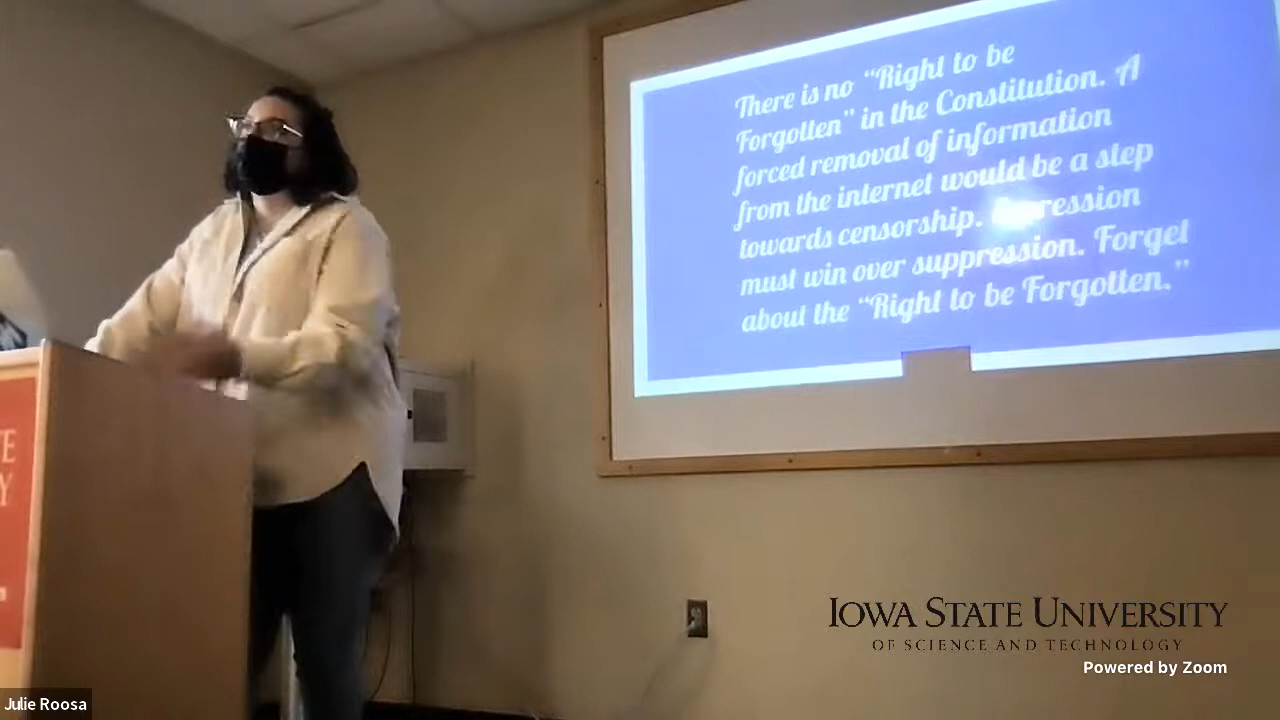 There is no “Right to be
Forgotten” in the Constitution. A
forced removal of information
from the internet would be a step
towards censorship.
must win over suppression. Forget
about the “Right to be Forgotten.”
IOWA STATE UNIVERSITY
OF SCIENCE AND TECHNOLOGY
Powered by Zoom
Julie Roosa